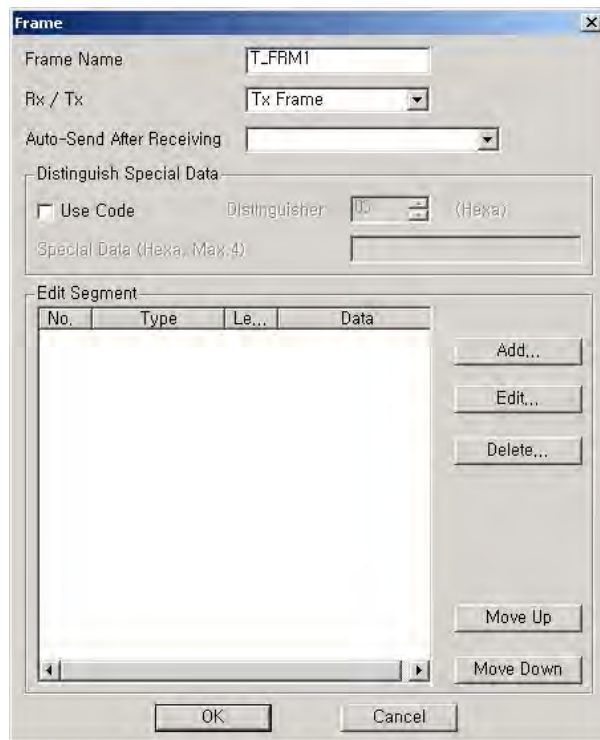 Frame
Frame Name T_FRM1
Rx / Tx Tx Frame
Auto-Send After Receiving
Distinguish Special Data
Use Code Distinguisher 05 (Hexa)
Special Data (Hexa, Max.4)
Edit Segment
No. Type Le... Data
Add...
Edit...
Delete...
Move Up
Move Down
OK Cancel